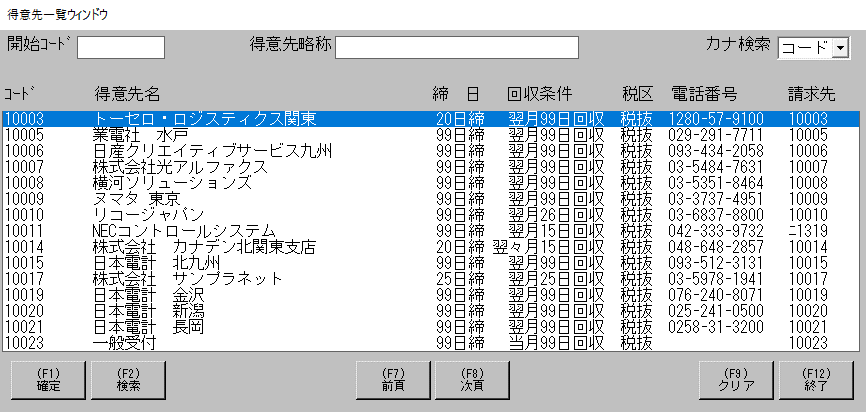 得意先一覧ウィンドウ
開始ｺｰﾄﾞ 得意先略称 カナ検索 コード
ｺｰﾄﾞ 得意先名 締 日 回収条件 税区 電話番号 請求先
10003 トーセロ・ロジスティクス関東 20日締 翌月99日回収 税抜 1280-57-9100 10003
10005 業電社 水戸 99日締 翌月99日回収 税抜 029-291-7711 10005
10006 日産クリエイティブサービス九州 99日締 翌月99日回収 税抜 093-434-2058 10006
10007 株式会社光アルファクス 99日締 翌月99日回収 税抜 03-5484-7631 10007
10008 横河ソリューションズ 99日締 翌月99日回収 税抜 03-5351-8464 10008
10009 ヌマタ 東京 99日締 翌月99日回収 税抜 03-3737-4951 10009
10010 リコージャパン 99日締 翌月26日回収 税抜 03-6837-8800 10010
10011 NECコントロールシステム 99日締 翌月15日回収 税抜 042-333-9732 ﾆ1319
10014 株式会社 カナデン北関東支店 20日締 翌々月15日回収 税抜 048-648-2857 10014
10015 日本電計 北九州 99日締 翌月99日回収 税抜 093-512-3131 10015
10017 株式会社 サンプラネット 25日締 翌月25日回収 税抜 03-5978-1941 10017
10019 日本電計 金沢 99日締 翌月99日回収 税抜 076-240-8071 10019
10020 日本電計 新潟 99日締 翌月99日回収 税抜 025-241-0500 10020
10021 日本電計 長岡 99日締 翌月99日回収 税抜 0258-31-3200 10021
10023 一般受付 99日締 当月99日回収 税抜 10023
(F1) (F2) (F7) (F8) (F9) (F12)
確定 検索 前頁 次頁 クリア 終了